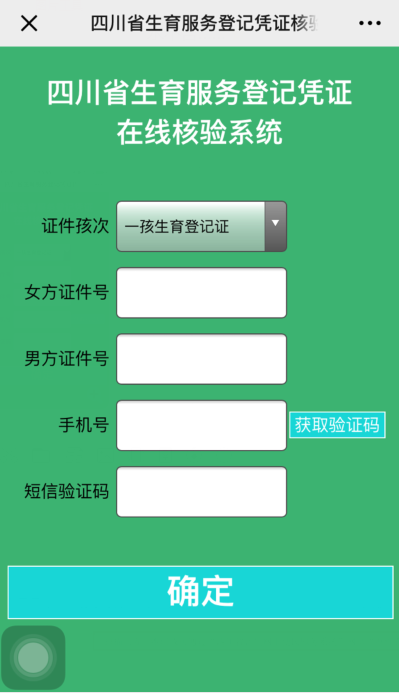 四川省生育服务登记凭证核
四川省生育服务登记凭证
在线核验系统
证件孩次 一孩生育登记证
女方证件号
男方证件号
手机号 获取验证码
短信验证码
确定